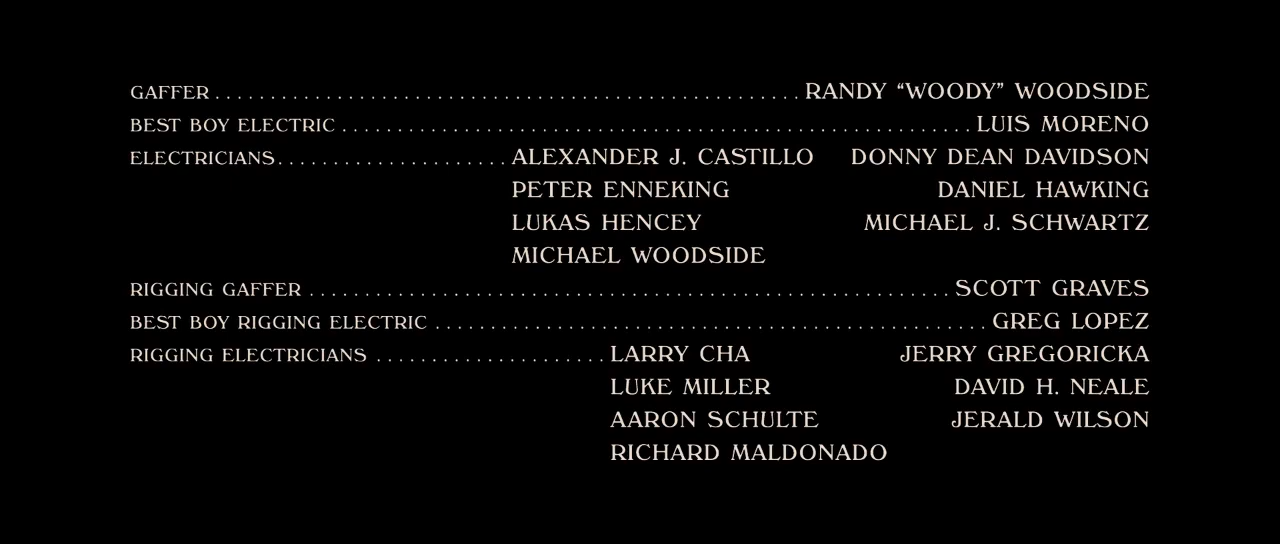 GAFFER . . . . . . . . . . . . . . . . . . . . . . . . . . . . . . RANDY “WOODY” WOODSIDE
BEST BOY ELECTRIC . . . . . . . . . . . . . . . . . . . . . . . . . . . . . . LUIS MORENO
ELECTRICIANS . . . . . . . . . . . . . . . ALEXANDER J. CASTILLO DONNY DEAN DAVIDSON
PETER ENNEKING DANIEL HAWKING
LUKAS HENCEY MICHAEL J. SCHWARTZ
MICHAEL WOODSIDE
RIGGING GAFFER . . . . . . . . . . . . . . . . . . . . . . . . . . . . . . SCOTT GRAVES
BEST BOY RIGGING ELECTRIC . . . . . . . . . . . . . . . . . . . . . . . . . GREG LOPEZ
RIGGING ELECTRICIANS . . . . . . . . . . . . . . . LARRY CHA JERRY GREGORICKA
LUKE MILLER DAVID H. NEALE
AARON SCHULTE JERALD WILSON
RICHARD MALDONADO